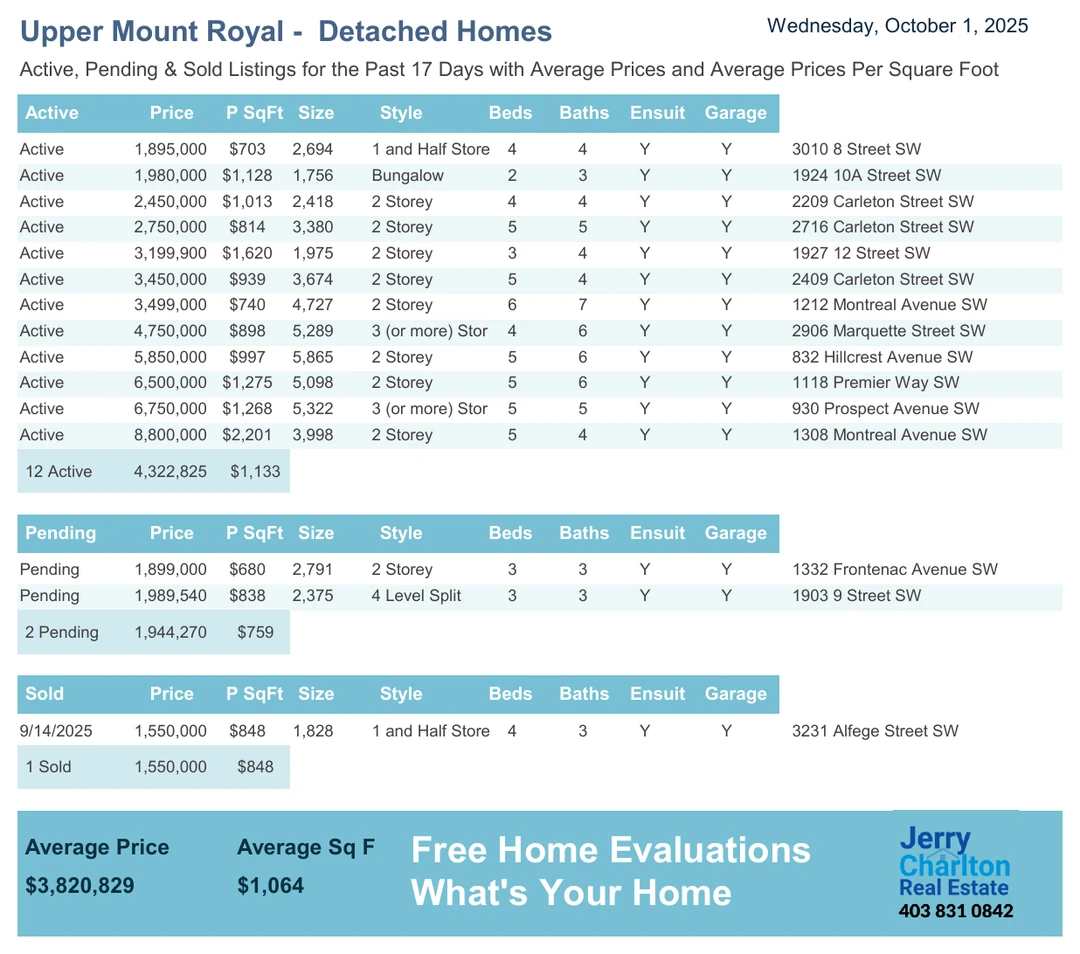 Upper Mount Royal - Detached Homes
Wednesday, October 1, 2025
Active, Pending & Sold Listings for the Past 17 Days with Average Prices and Average Prices Per Square Foot
Active Price P SqFt Size Style Beds Baths Ensuit Garage
Active 1,895,000 $703 2,694 1 and Half Store 4 4 Y Y 3010 8 Street SW
Active 1,980,000 $1,128 1,756 Bungalow 2 3 Y Y 1924 10A Street SW
Active 2,450,000 $1,013 2,418 2 Storey 4 4 Y Y 2209 Carleton Street SW
Active 2,750,000 $814 3,380 2 Storey 5 5 Y Y 2716 Carleton Street SW
Active 3,199,900 $1,620 1,975 2 Storey 3 4 Y Y 1927 12 Street SW
Active 3,450,000 $939 3,674 2 Storey 5 4 Y Y 2409 Carleton Street SW
Active 3,499,000 $740 4,727 2 Storey 6 7 Y Y 1212 Montreal Avenue SW
Active 4,750,000 $898 5,289 3 (or more) Stor 4 6 Y Y 2906 Marquette Street SW
Active 5,850,000 $997 5,865 2 Storey 5 6 Y Y 832 Hillcrest Avenue SW
Active 6,500,000 $1,275 5,098 2 Storey 5 6 Y Y 1118 Premier Way SW
Active 6,750,000 $1,268 5,322 3 (or more) Stor 5 5 Y Y 930 Prospect Avenue SW
Active 8,800,000 $2,201 3,998 2 Storey 5 4 Y Y 1308 Montreal Avenue SW
12 Active 4,322,825 $1,133
Pending Price P SqFt Size Style Beds Baths Ensuit Garage
Pending 1,899,000 $680 2,791 2 Storey 3 3 Y Y 1332 Frontenac Avenue SW
Pending 1,989,540 $838 2,375 4 Level Split 3 3 Y Y 1903 9 Street SW
2 Pending 1,944,270 $759
Sold Price P SqFt Size Style Beds Baths Ensuit Garage
9/14/2025 1,550,000 $848 1,828 1 and Half Store 4 3 Y Y 3231 Alfege Street SW
1 Sold 1,550,000 $848
Average Price Average Sq F
$3,820,829 $1,064
Free Home Evaluations
What's Your Home
Jerry
Charlton
Real Estate
403 831 0842